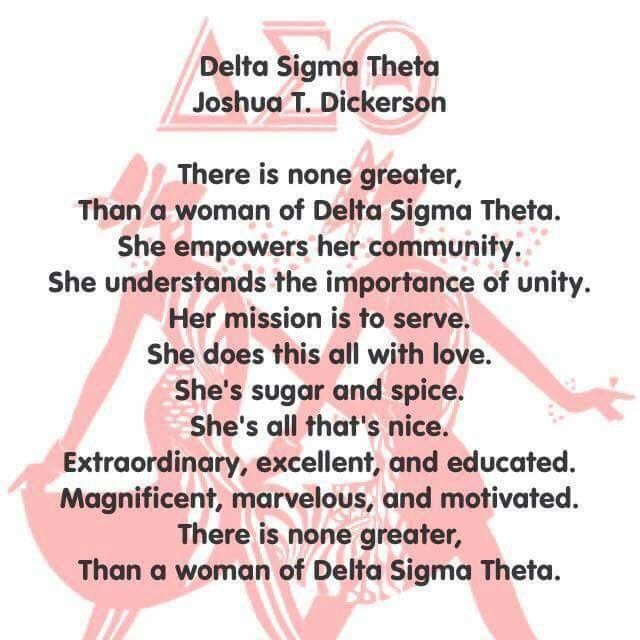 ΔΣΘ
Delta Sigma Theta
Joshua T. Dickerson
There is none greater,
Than a woman of Delta Sigma Theta.
She empowers her community.
She understands the importance of unity.
Her mission is to serve.
She does this all with love.
She's sugar and spice.
She's all that's nice.
Extraordinary, excellent, and educated.
Magnificent, marvelous, and motivated.
There is none greater,
Than a woman of Delta Sigma Theta.